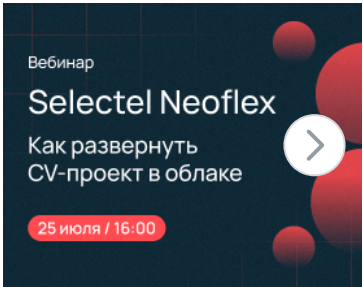 Вебинар
Selectel Neoflex
Как развернуть
CV-проект в облаке
25 июля / 16:00